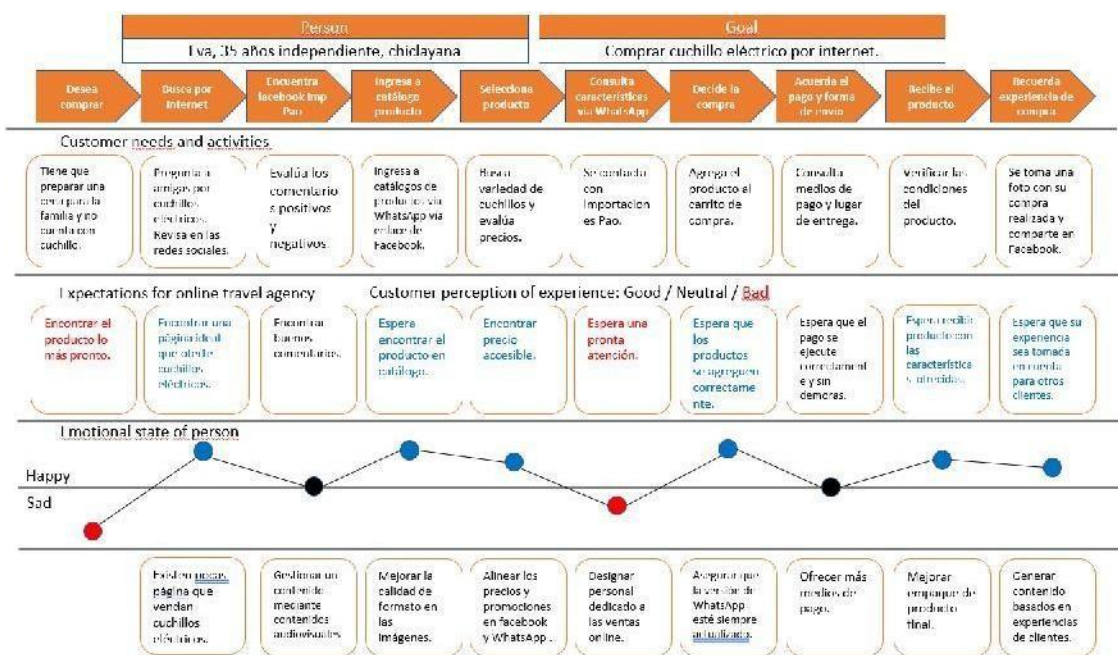 Person
Goal
Eva, 35 años independiente, chiclayana
Comprar cuchillo eléctrico por internet.
Desea
comprar
Busca por
Internet
Encuentra
facebook Imp
Pao
Ingresa a
catálogo
producto
Selecciona
producto
Consulta
características
via WhatsApp
Decide la
compra
Acuerda el
pago y forma
de envio
Recibe el
producto
Recuerda
experiencia de
compra
Customer needs and activities
Tiene que
preparar una
cena para la
familia y no
cuenta con
cuchillo.
Pregunta a
amigas por
cuchillos
eléctricos.
Revisa en las
redes sociales.
Evalúa los
comentario
s positivos
y
negativos.
Ingresa a
catálogos de
productos via
WhatsApp via
enlace de
Facebook.
Busca
variedad de
cuchillos y
evalúa
precios.
Se contacta
con
Importacion
es Pao.
Agrega el
producto al
carrito de
compra.
Consulta
medios de
pago y lugar
de entrega.
Verificar las
condiciones
del
producto.
Se toma una
foto con su
compra
realizada y
comparte en
Facebook.
Expectations for online travel agency
Customer perception of experience: Good / Neutral / Bad
Encontrar el
producto lo
más pronto.
Encontrar una
página ideal
que oferte
cuchillos
eléctricos.
Encontrar
buenos
comentarios.
Espera
encontrar el
producto en
catálogo.
Encontrar
precio
accesible.
Espera una
pronta
atención.
Espera que
los
productos
se agreguen
correctame
nte.
Espera que el
pago se
ejecute
correctament
e y sin
demoras.
Espera recibir
producto con
las
característica
s ofrecidas.
Espera que su
experiencia
sea tomada
en cuenta
para otros
clientes.
Emotional state of person
Happy
Sad
Existen pocas
página que
vendan
cuchillos
eléctricos.
Gestionar un
contenido
mediante
contenidos
audiovisuales
Mejorar la
calidad de
formato en
las
imágenes.
Alinear los
precios y
promociones
en facebook
y WhatsApp .
Designar
personal
dedicado a
las ventas
online.
Asegurar que
la versión de
WhatsApp
esté siempre
actualizado.
Ofrecer más
medios de
pago.
Mejorar
empaque de
producto
final.
Generar
contenido
basados en
experiencias
de clientes.